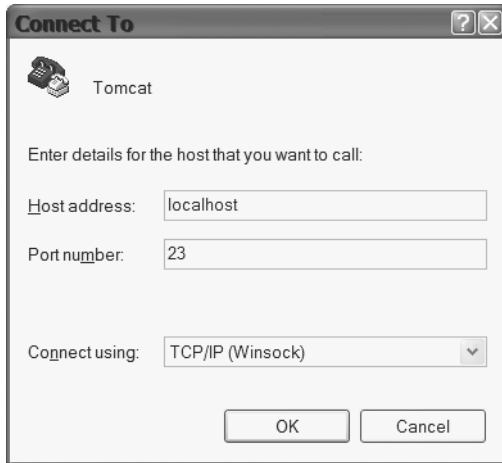 Connect To
Tomcat
Enter details for the host that you want to call:
Host address: localhost
Port number: 23
Connect using: TCP/IP (Winsock)
OK Cancel